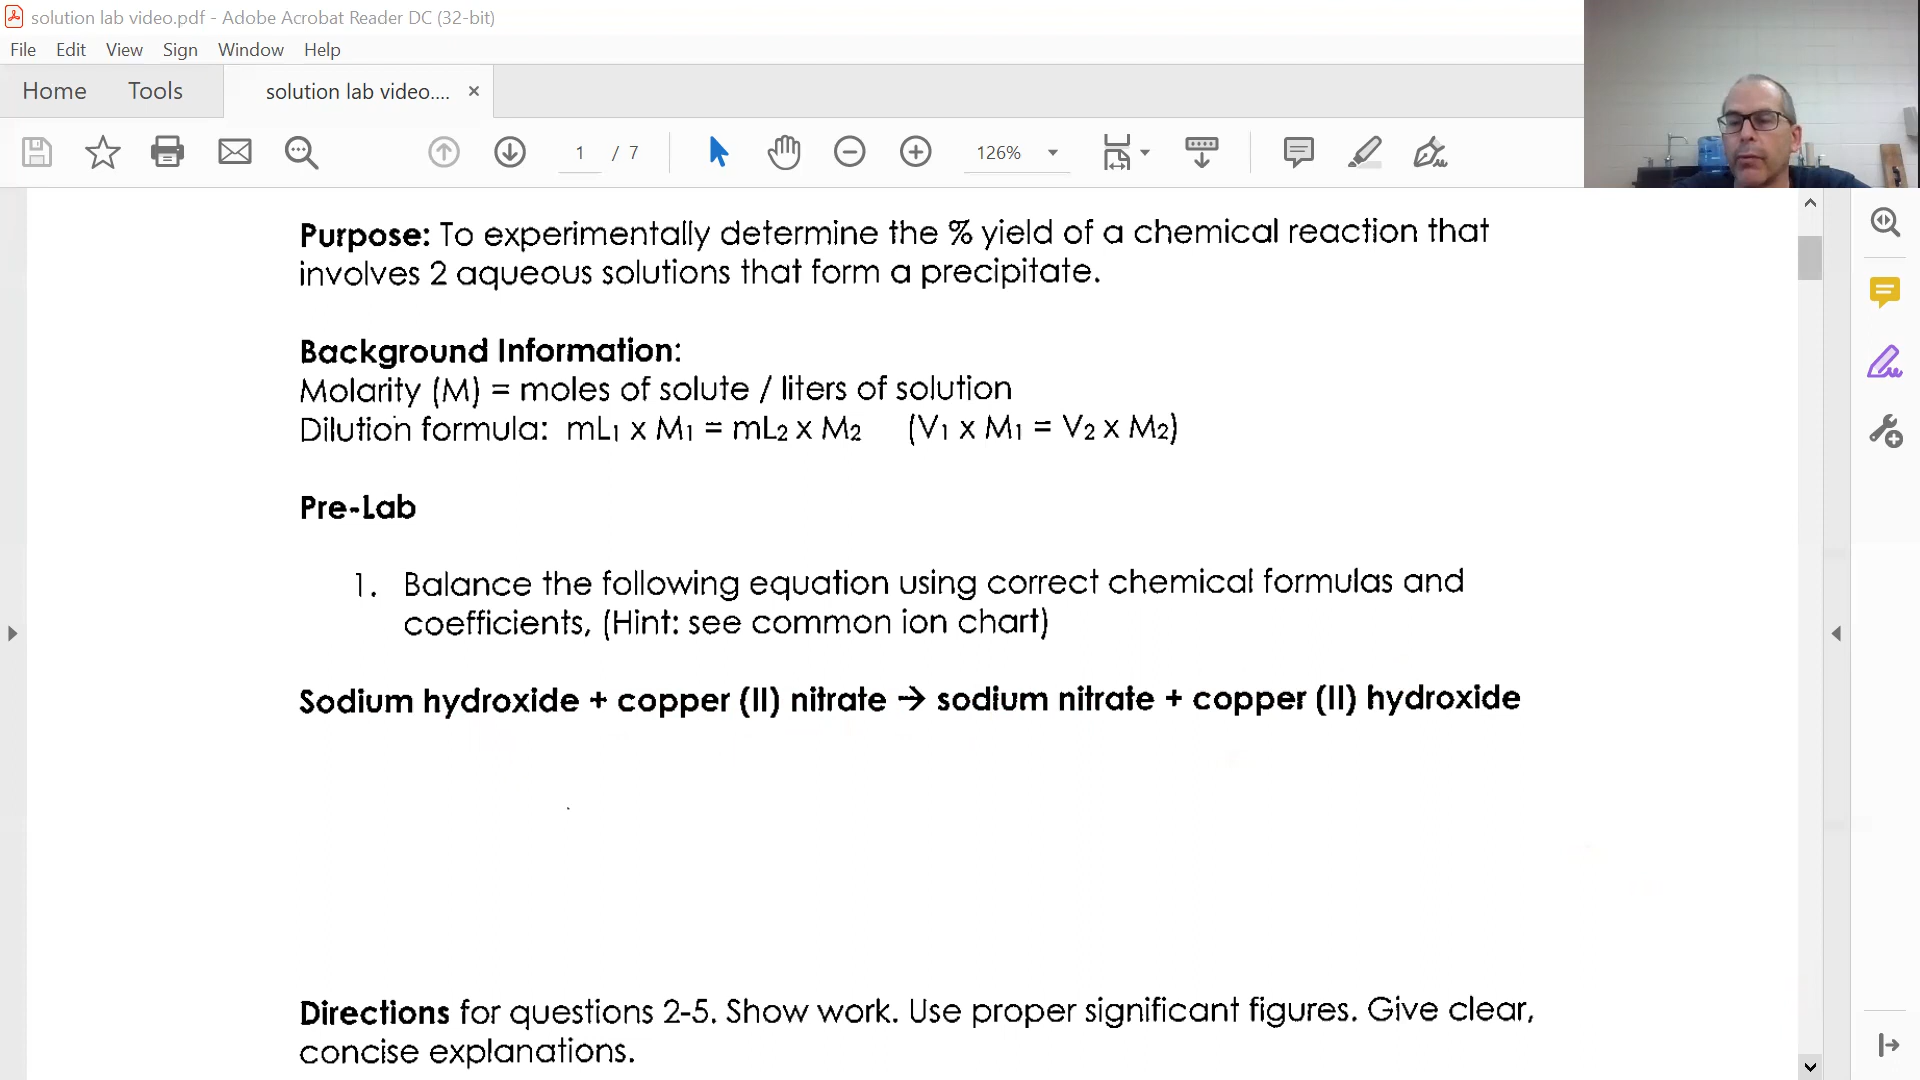 solution lab video.pdf - Adobe Acrobat Reader DC (32-bit)
File Edit View Sign Window Help
Home Tools solution lab video.... ×
1 / 7 126%
Purpose: To experimentally determine the % yield of a chemical reaction that
involves 2 aqueous solutions that form a precipitate.
Background Information:
Molarity (M) = moles of solute / liters of solution
Dilution formula: mL₁ x M₁ = mL₂ x M₂ (V₁ x M₁ = V₂ x M₂)
Pre-Lab
1. Balance the following equation using correct chemical formulas and
coefficients, (Hint: see common ion chart)
Sodium hydroxide + copper (II) nitrate → sodium nitrate + copper (II) hydroxide
Directions for questions 2-5. Show work. Use proper significant figures. Give clear,
concise explanations.